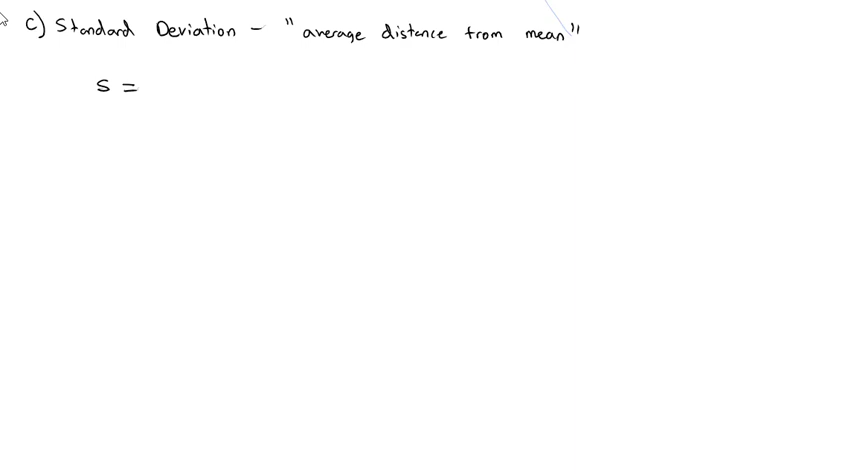 c) Standard Deviation - "average distance from mean"
s =